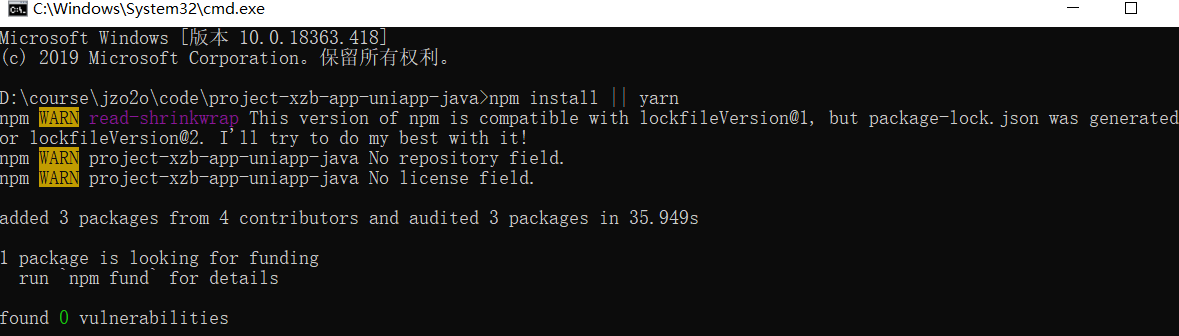 C:\Windows\System32\cmd.exe
Microsoft Windows [版本 10.0.18363.418]
(c) 2019 Microsoft Corporation。保留所有权利。
D:\course\jzo2o\code\project-xzb-app-uniapp-java>npm install || yarn
npm WARN read-shrinkwrap This version of npm is compatible with lockfileVersion@1, but package-lock.json was generated
or lockfileVersion@2. I'll try to do my best with it!
npm WARN project-xzb-app-uniapp-java No repository field.
npm WARN project-xzb-app-uniapp-java No license field.
added 3 packages from 4 contributors and audited 3 packages in 35.949s
1 package is looking for funding
run `npm fund` for details
found 0 vulnerabilities